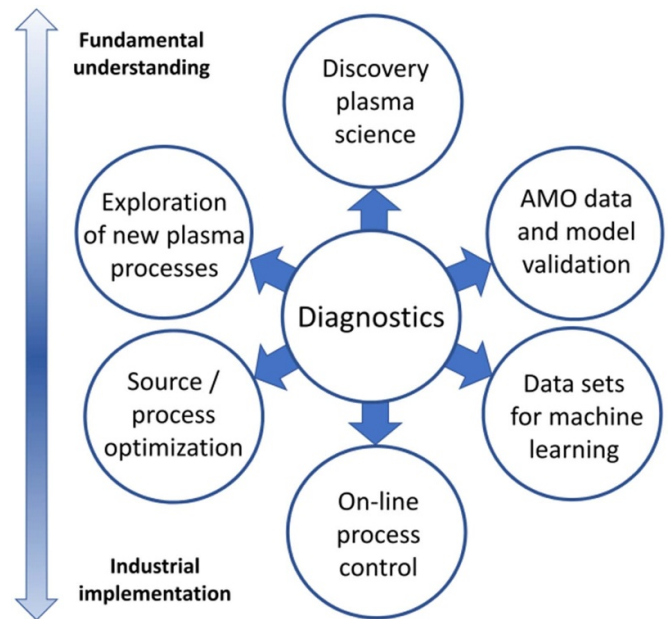 Fundamental
understanding
Discovery
plasma
science
Exploration
of new plasma
processes
AMO data
and model
validation
Diagnostics
Source /
process
optimization
Data sets
for machine
learning
On-line
process
control
Industrial
implementation